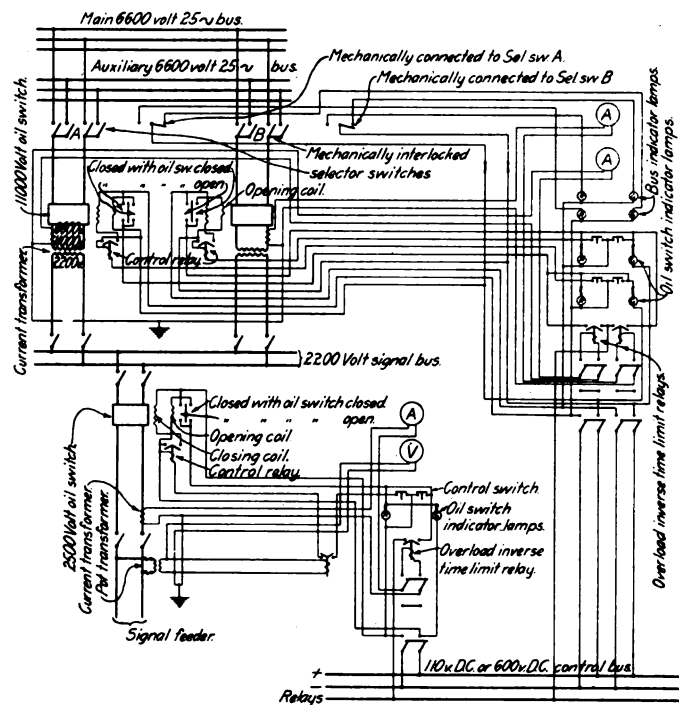 Main 6600 volt 25~ bus.
Auxiliary 6600 volt 25~ bus.
Mechanically connected to Sel sw. A.
Mechanically connected to Sel sw B
11000 Volt oil switch.
A
B
A
A
Mechanically interlocked
selector switches
Closed with oil sw. closed.
" " " " open.
Opening coil.
Control relay.
Bus indicator lamps.
Oil switch indicator lamps.
Current transformer.
2200
2200 Volt signal bus.
Overload inverse time limit relays.
Closed with oil switch closed.
" " " " open.
Opening coil.
Closing coil.
Control relay.
A
V
2500 Volt oil switch.
Current transformer.
Pot. transformer.
Control switch.
Oil switch
indicator lamps.
Overload inverse
time limit relay.
Signal feeder.
+ 110 v. D.C. or 600 v. D.C. control bus.
−
Relays